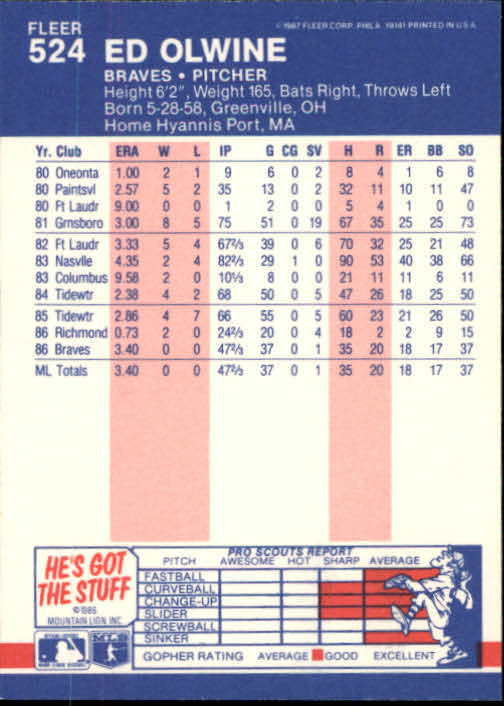 FLEER
524 ED OLWINE
© 1987 FLEER CORP., PHILA. 19141 PRINTED IN U.S.A.
BRAVES • PITCHER
Height 6'2", Weight 165, Bats Right, Throws Left
Born 5-28-58, Greenville, OH
Home Hyannis Port, MA
Yr. Club ERA W L IP G CG SV H R ER BB SO
80 Oneonta 1.00 2 1 9 6 0 2 8 4 1 6 8
80 Paintsvl 2.57 5 2 35 13 0 2 32 11 10 11 47
80 Ft Laudr 9.00 0 0 1 2 0 0 5 4 1 0 0
81 Grnsboro 3.00 8 5 75 51 0 19 67 35 25 25 73
82 Ft Laudr 3.33 5 4 67⅔ 39 0 6 70 32 25 21 48
83 Nasvlle 4.35 2 4 82⅔ 29 1 0 90 53 40 38 66
83 Columbus 9.58 2 0 10⅓ 8 0 0 21 11 11 6 11
84 Tidewtr 2.38 4 2 68 50 0 5 47 26 18 25 50
85 Tidewtr 2.86 4 7 66 55 0 5 60 23 21 26 50
86 Richmond 0.73 2 0 24⅔ 20 0 4 18 2 2 9 15
86 Braves 3.40 0 0 47⅔ 37 0 1 35 20 18 17 37
ML Totals 3.40 0 0 47⅔ 37 0 1 35 20 18 17 37
HE'S GOT
THE STUFF
© 1986
MOUNTAIN LION INC.
PRO SCOUTS REPORT
PITCH AWESOME HOT SHARP AVERAGE
FASTBALL
CURVEBALL
CHANGE-UP
SLIDER
SCREWBALL
SINKER
GOPHER RATING AVERAGE GOOD EXCELLENT
MLB